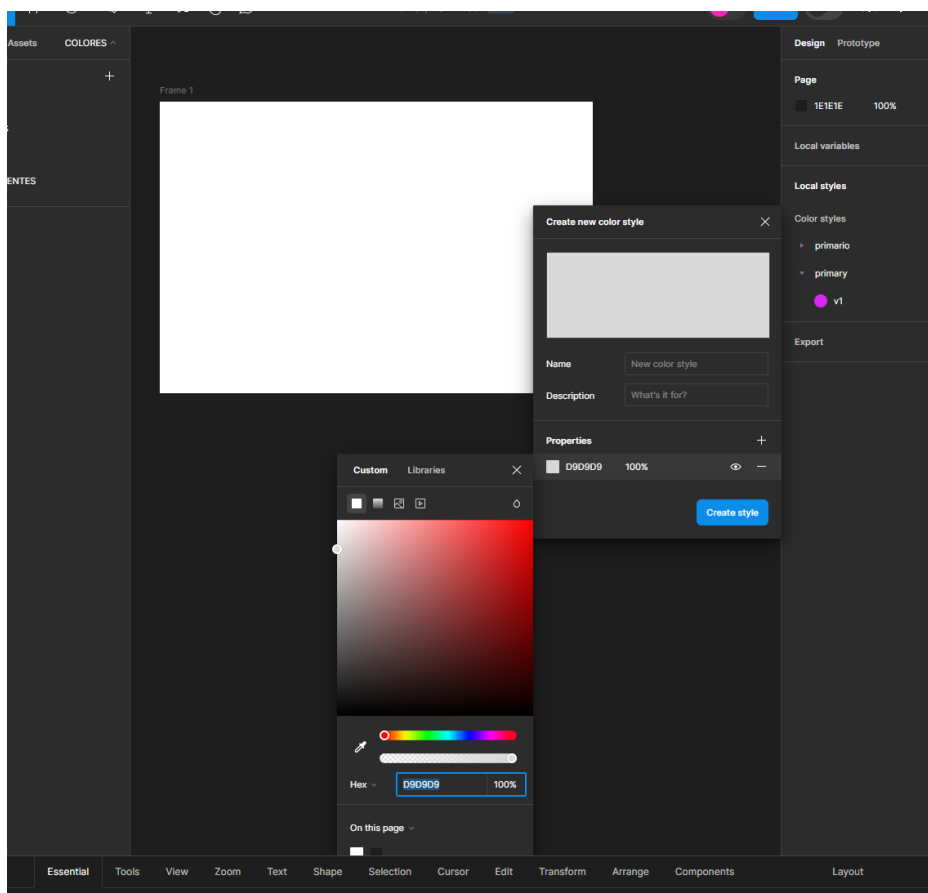 Assets
COLORES
ENTES
Frame 1
Design Prototype
Page
1E1E1E 100%
Local variables
Local styles
Color styles
primario
primary
v1
Export
Create new color style
Name New color style
Description What's it for?
Properties
D9D9D9 100%
Create style
Custom Libraries
Hex D9D9D9 100%
On this page
Essential Tools View Zoom Text Shape Selection Cursor Edit Transform Arrange Components Layout